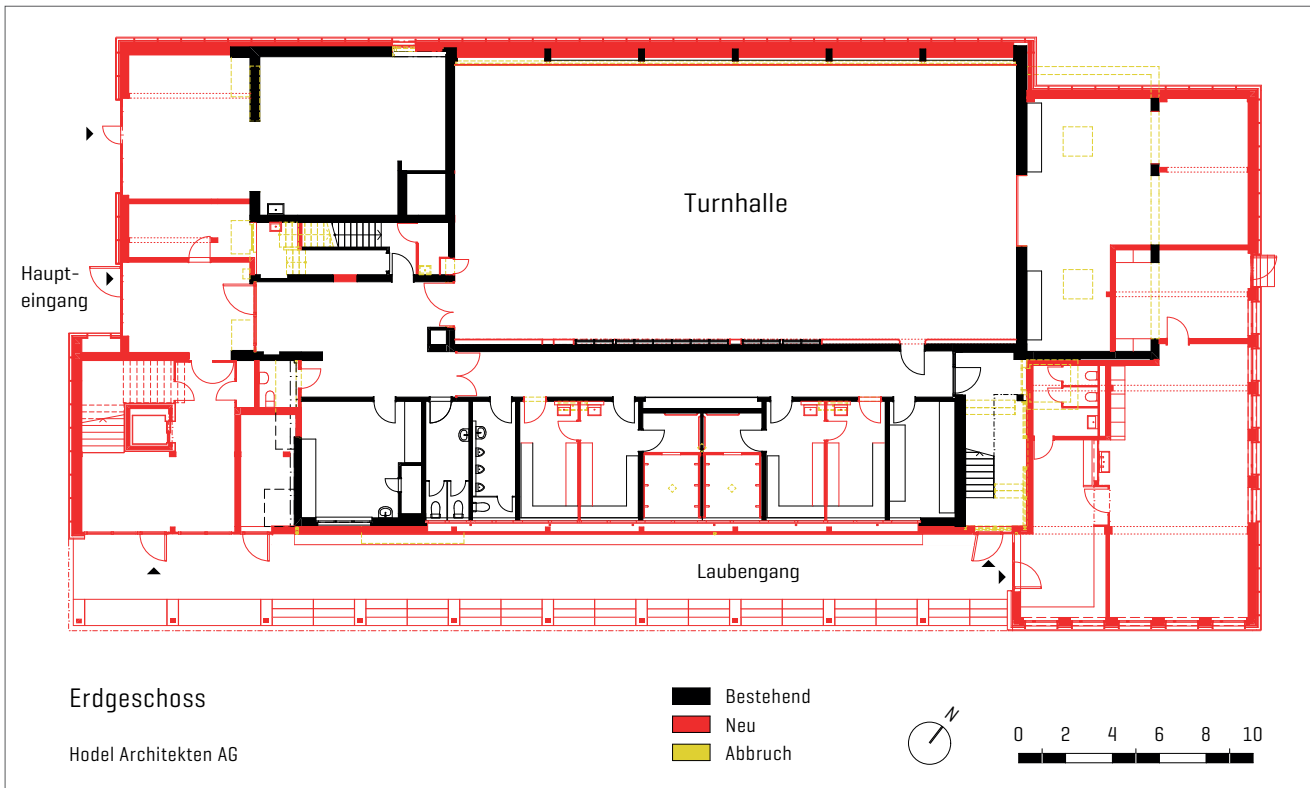 Turnhalle
Haupt-
eingang
Laubengang
Erdgeschoss
Hodel Architekten AG
Bestehend
Neu
Abbruch
N
0 2 4 6 8 10